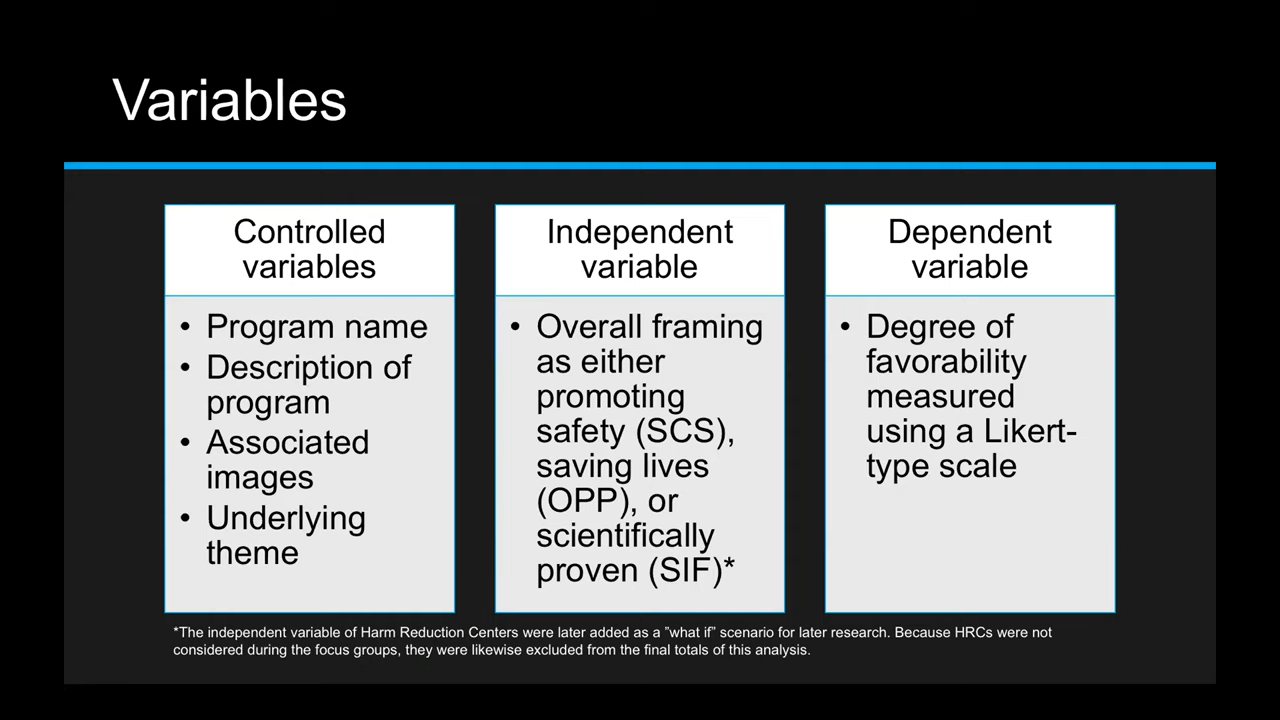 Variables
Controlled
variables
• Program name
• Description of
program
• Associated
images
• Underlying
theme
Independent
variable
• Overall framing
as either
promoting
safety (SCS),
saving lives
(OPP), or
scientifically
proven (SIF)*
Dependent
variable
• Degree of
favorability
measured
using a Likert-
type scale
*The independent variable of Harm Reduction Centers were later added as a ”what if” scenario for later research. Because HRCs were not
considered during the focus groups, they were likewise excluded from the final totals of this analysis.